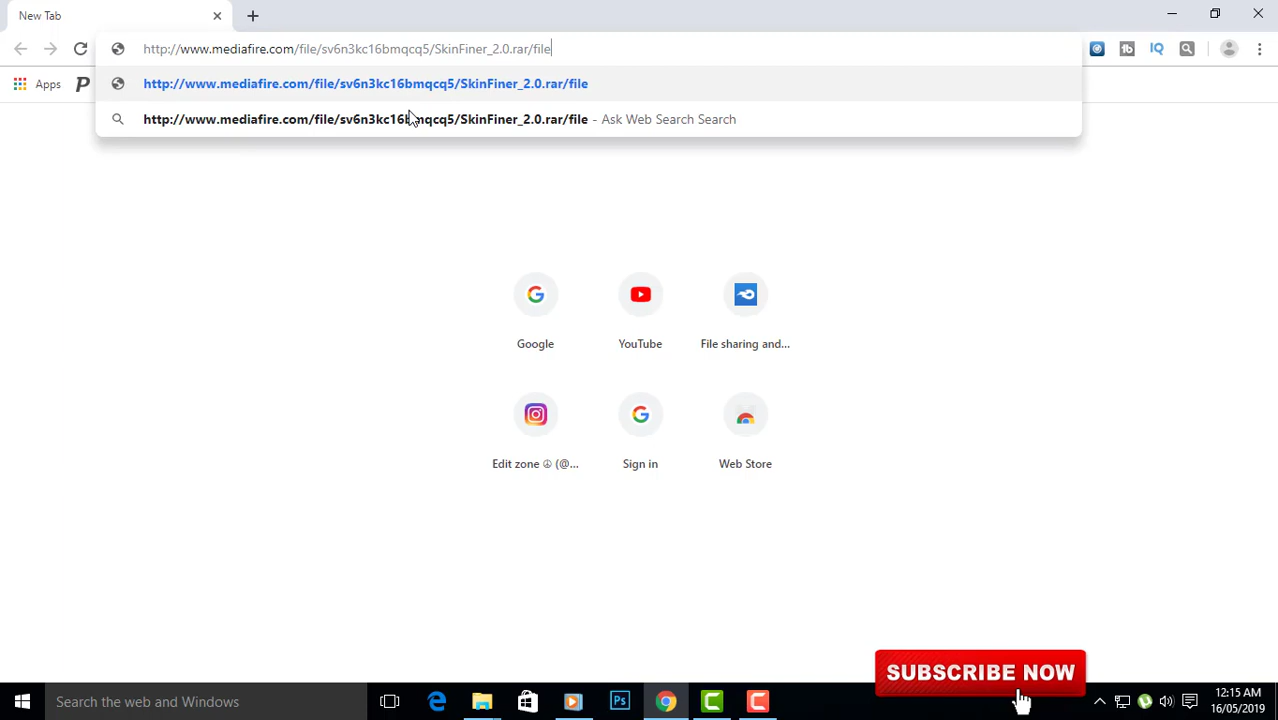 New Tab
http://www.mediafire.com/file/sv6n3kc16bmqcq5/SkinFiner_2.0.rar/file
Apps
http://www.mediafire.com/file/sv6n3kc16bmqcq5/SkinFiner_2.0.rar/file
http://www.mediafire.com/file/sv6n3kc16bmqcq5/SkinFiner_2.0.rar/file - Ask Web Search Search
Google
YouTube
File sharing and...
Edit zone ☮ (@...
Sign in
Web Store
SUBSCRIBE NOW
Search the web and Windows
12:15 AM
16/05/2019